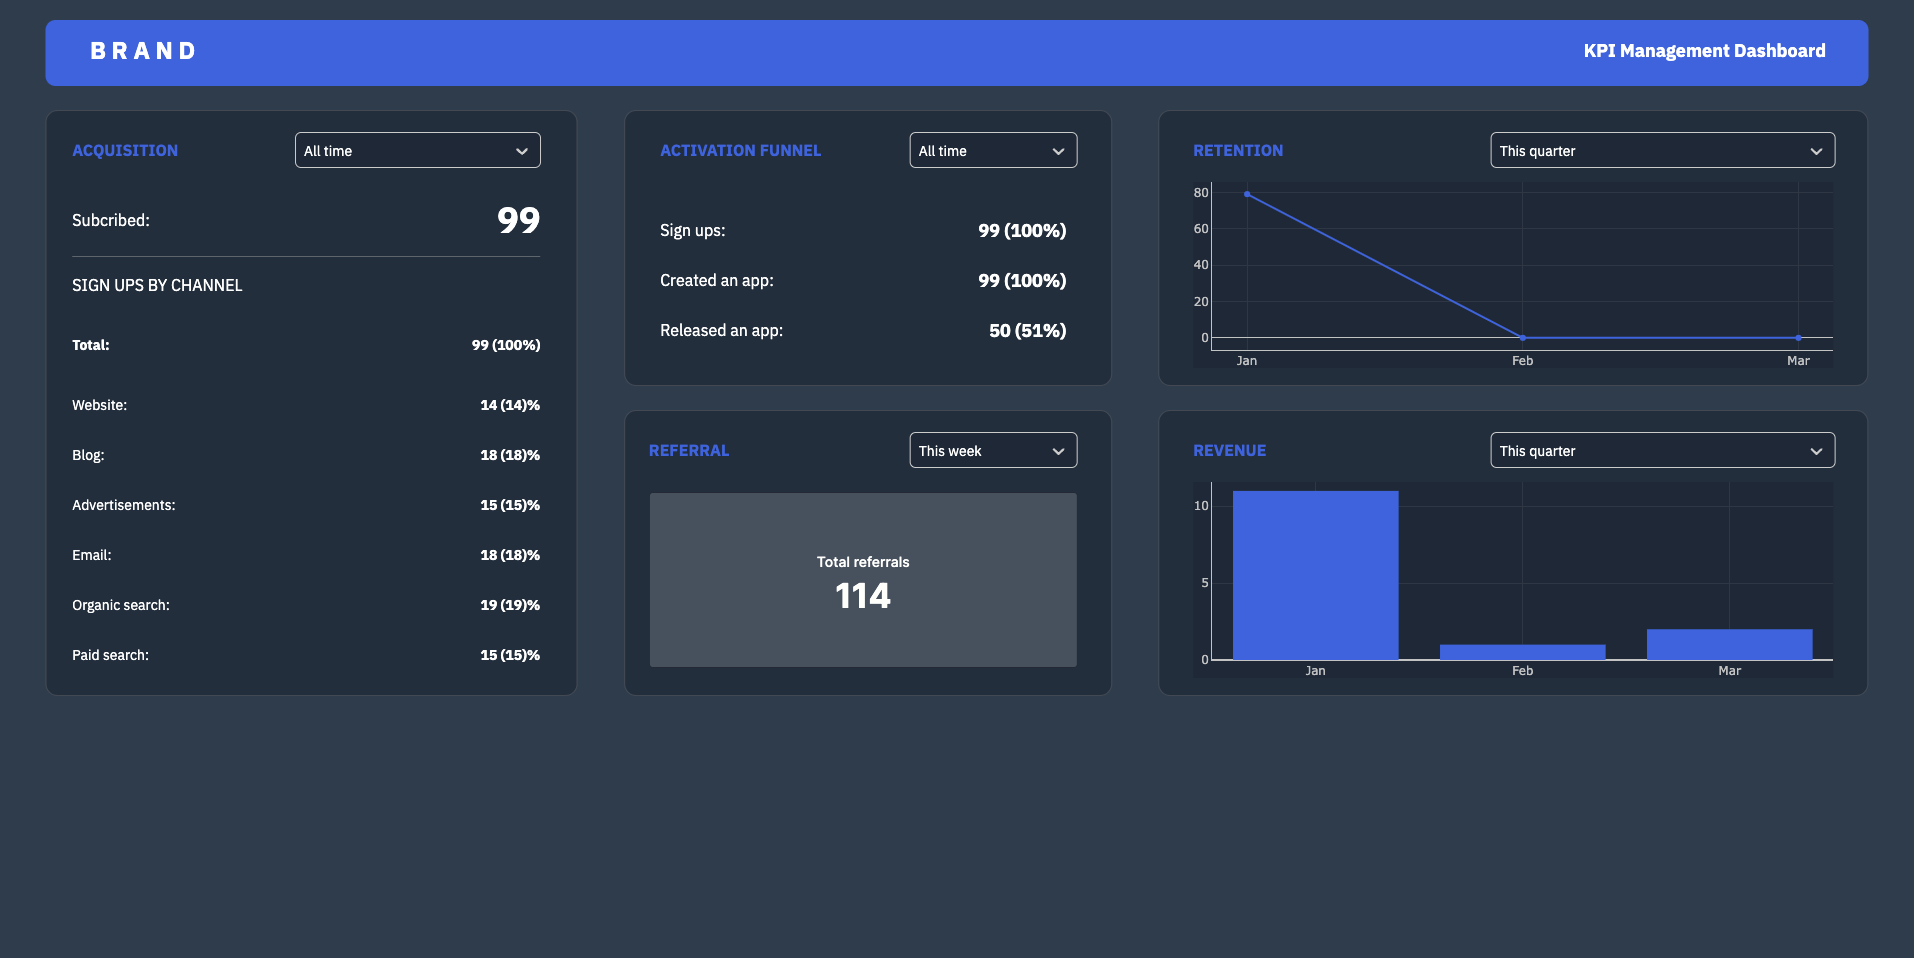 BRAND
KPI Management Dashboard
ACQUISITION
All time
Subcribed:
99
SIGN UPS BY CHANNEL
Total:
99 (100%)
Website:
14 (14)%
Blog:
18 (18)%
Advertisements:
15 (15)%
Email:
18 (18)%
Organic search:
19 (19)%
Paid search:
15 (15)%
ACTIVATION FUNNEL
All time
Sign ups:
99 (100%)
Created an app:
99 (100%)
Released an app:
50 (51%)
REFERRAL
This week
Total referrals
114
RETENTION
This quarter
80
60
40
20
0
Jan
Feb
Mar
REVENUE
This quarter
10
5
0
Jan
Feb
Mar